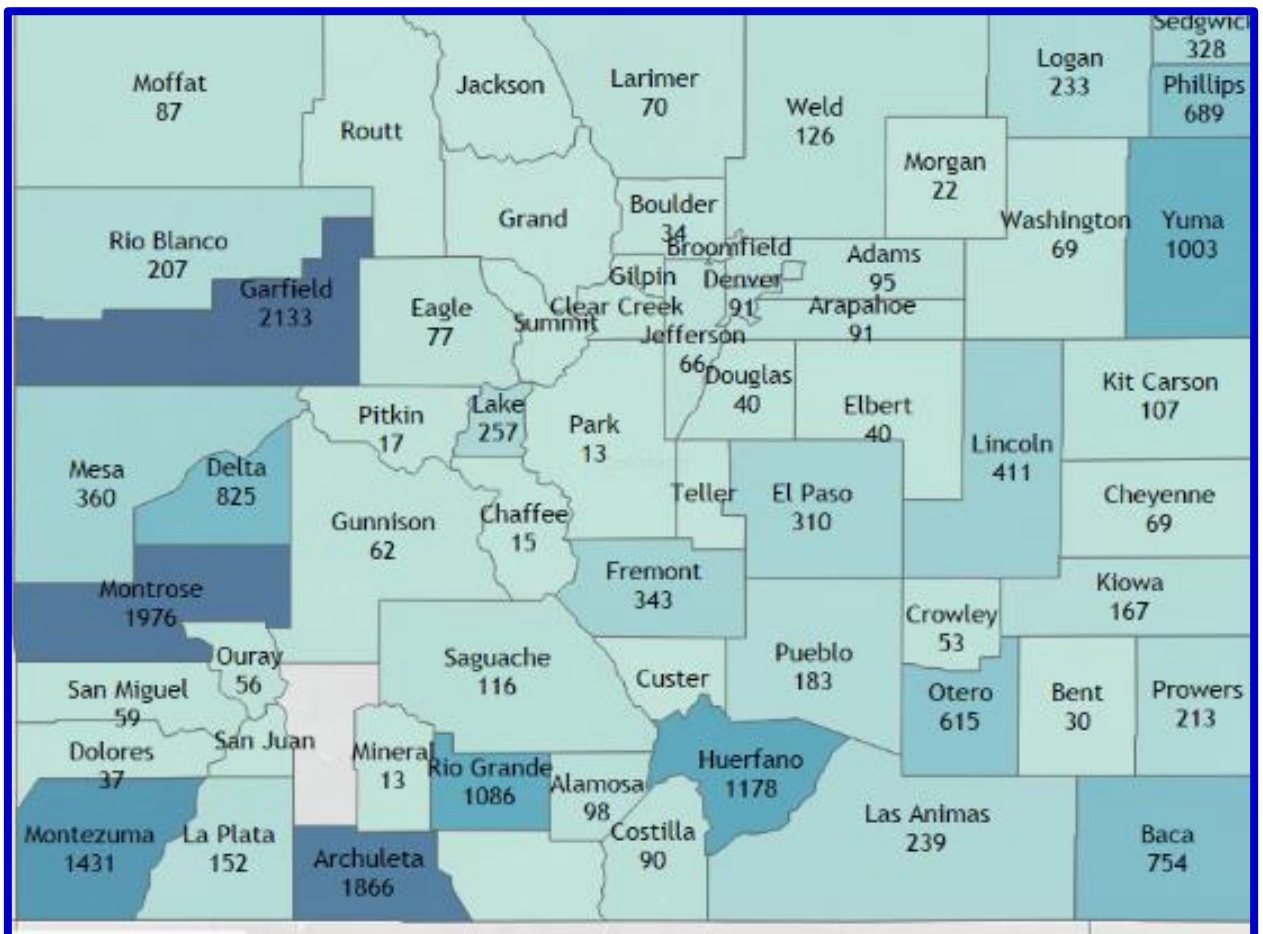 Sedgwick
328
Logan
233
Phillips
689
Moffat
87
Jackson
Larimer
70
Weld
126
Routt
Morgan
22
Washington
69
Yuma
1003
Rio Blanco
207
Grand
Boulder
34
Broomfield
Adams
95
Gilpin
Denver
91
Garfield
2133
Eagle
77
Clear Creek
Summit
Arapahoe
91
Jefferson
66
Douglas
40
Elbert
40
Kit Carson
107
Pitkin
17
Lake
257
Park
13
Lincoln
411
Mesa
360
Delta
825
Gunnison
62
Chaffee
15
Teller
El Paso
310
Cheyenne
69
Montrose
1976
Fremont
343
Kiowa
167
Crowley
53
Ouray
56
Saguache
116
Custer
Pueblo
183
San Miguel
59
Otero
615
Bent
30
Prowers
213
Dolores
37
San Juan
Mineral
13
Rio Grande
1086
Alamosa
98
Huerfano
1178
Montezuma
1431
La Plata
152
Archuleta
1866
Costilla
90
Las Animas
239
Baca
754